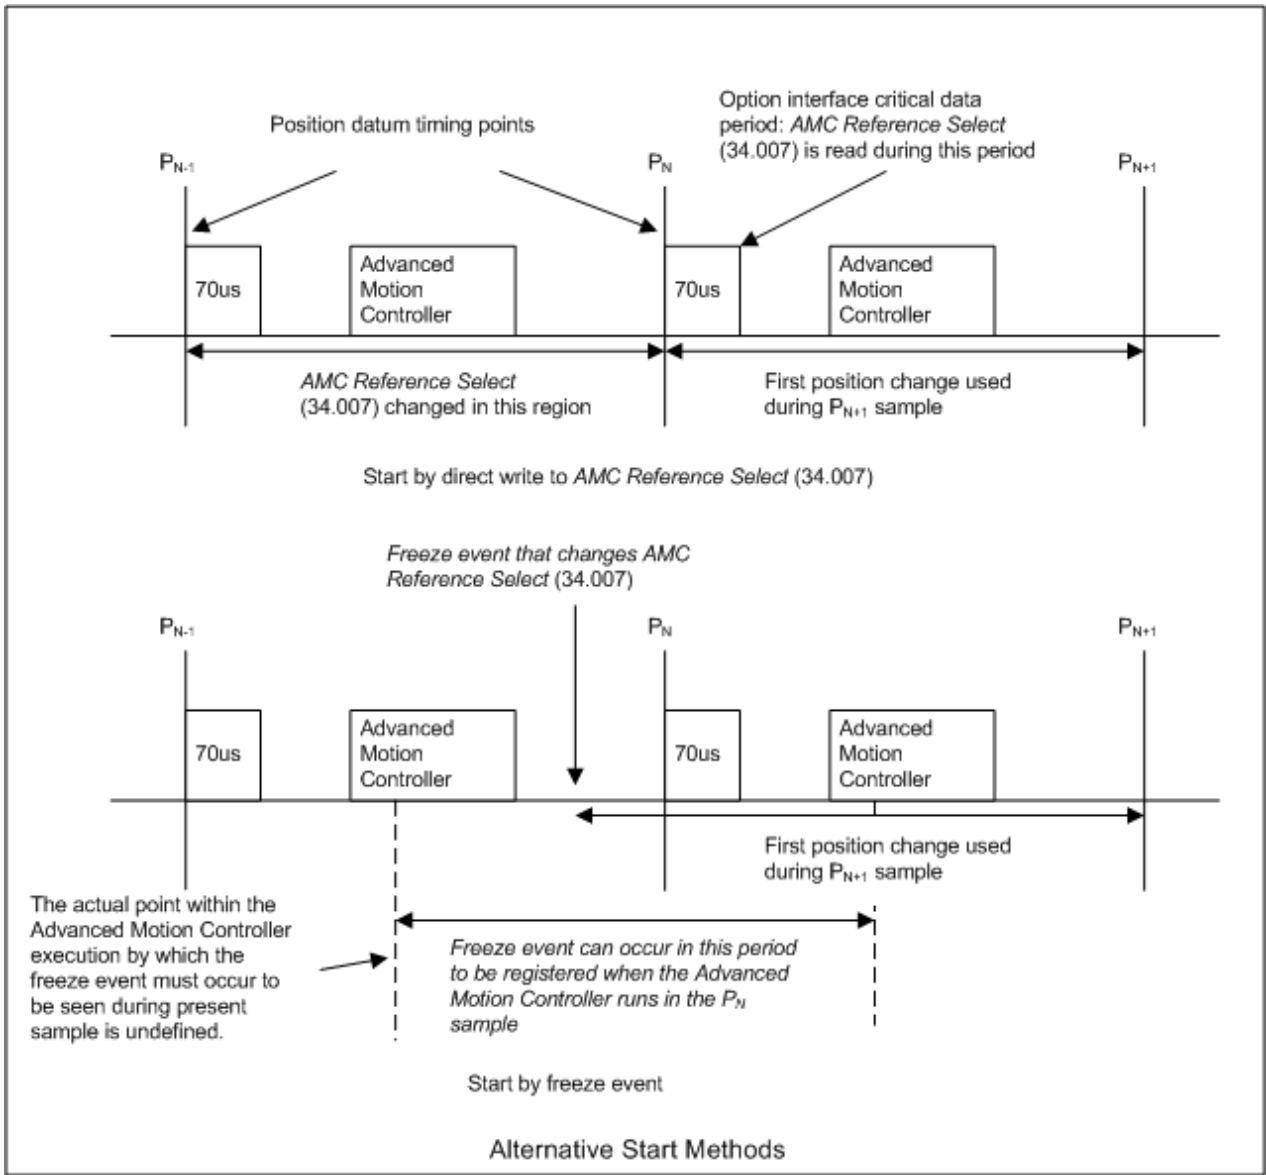 Position datum timing points
Option interface critical data
period: AMC Reference Select
(34.007) is read during this period
PN-1
PN
PN+1
70us
Advanced
Motion
Controller
70us
Advanced
Motion
Controller
AMC Reference Select
(34.007) changed in this region
First position change used
during PN+1 sample
Start by direct write to AMC Reference Select (34.007)
Freeze event that changes AMC
Reference Select (34.007)
PN-1
PN
PN+1
70us
Advanced
Motion
Controller
70us
Advanced
Motion
Controller
First position change used
during PN+1 sample
The actual point within the
Advanced Motion Controller
execution by which the
freeze event must occur to
be seen during present
sample is undefined.
Freeze event can occur in this period
to be registered when the Advanced
Motion Controller runs in the PN
sample
Start by freeze event
Alternative Start Methods